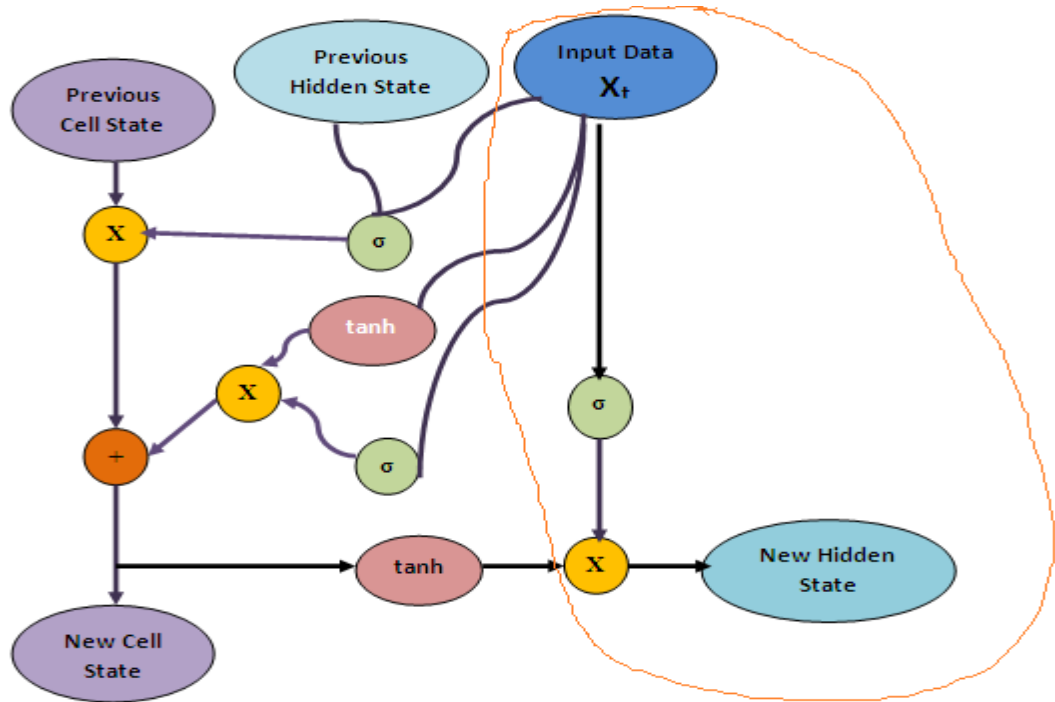 Previous
Hidden State
Input Data
Xt
Previous
Cell State
X
σ
tanh
X
σ
σ
+
tanh
X
New Hidden
State
New Cell
State